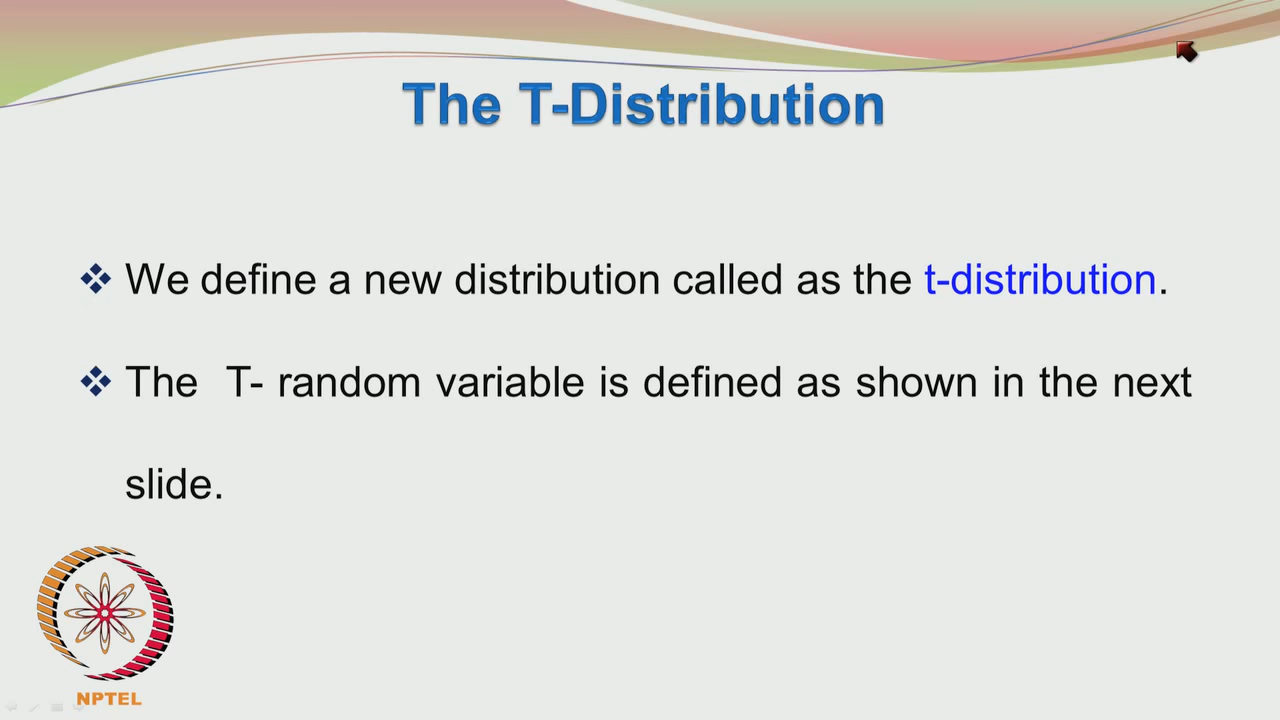 The T-Distribution
We define a new distribution called as the t-distribution.
The T- random variable is defined as shown in the next
slide.
NPTEL